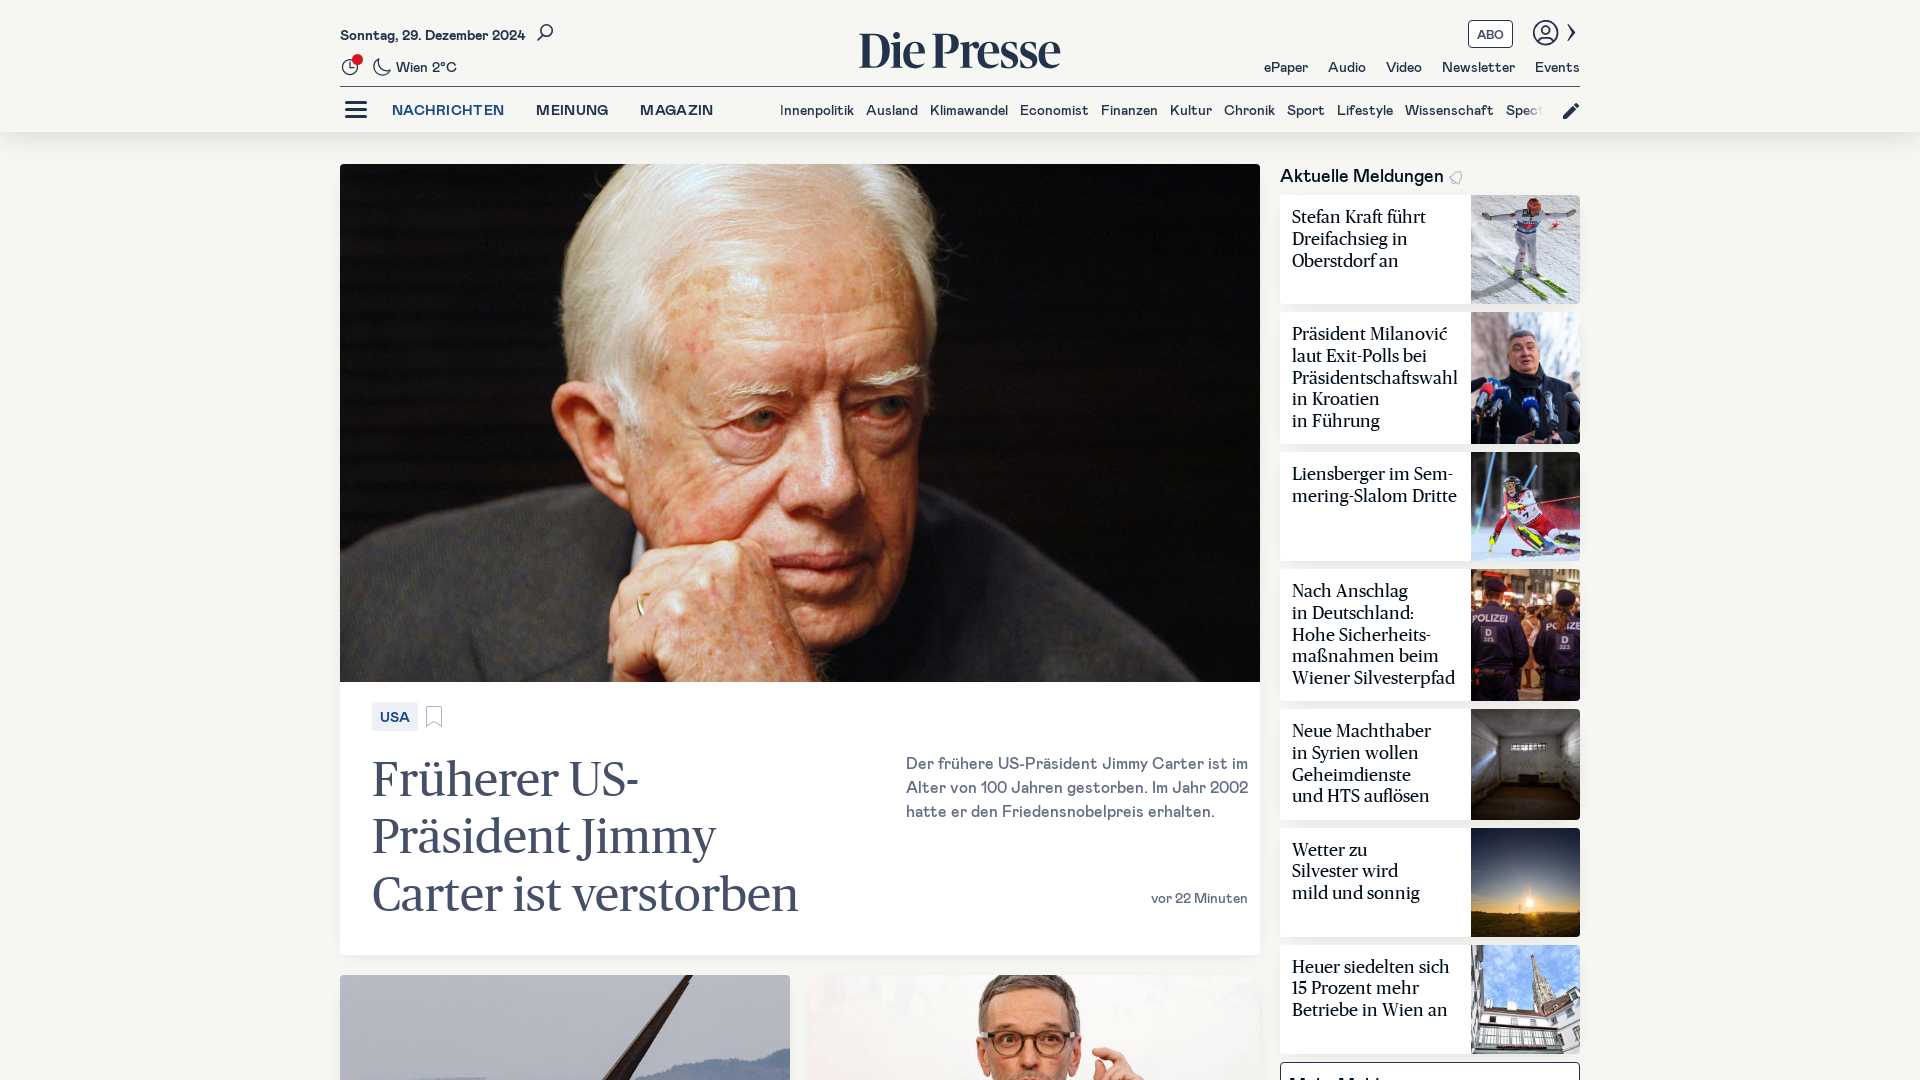 Sonntag, 29. Dezember 2024
Wien 2°C
Die Presse
ABO
ePaper Audio Video Newsletter Events
NACHRICHTEN MEINUNG MAGAZIN
Innenpolitik Ausland Klimawandel Economist Finanzen Kultur Chronik Sport Lifestyle Wissenschaft Spect
USA
Früherer US-
Präsident Jimmy
Carter ist verstorben
Der frühere US-Präsident Jimmy Carter ist im
Alter von 100 Jahren gestorben. Im Jahr 2002
hatte er den Friedensnobelpreis erhalten.
vor 22 Minuten
Aktuelle Meldungen
Stefan Kraft führt
Dreifachsieg in
Oberstdorf an
Präsident Milanović
laut Exit-Polls bei
Präsidentschaftswahl
in Kroatien
in Führung
Liensberger im Sem-
mering-Slalom Dritte
Nach Anschlag
in Deutschland:
Hohe Sicherheits-
maßnahmen beim
Wiener Silvesterpfad
POLIZEI
D
D
Neue Machthaber
in Syrien wollen
Geheimdienste
und HTS auflösen
Wetter zu
Silvester wird
mild und sonnig
Heuer siedelten sich
15 Prozent mehr
Betriebe in Wien an